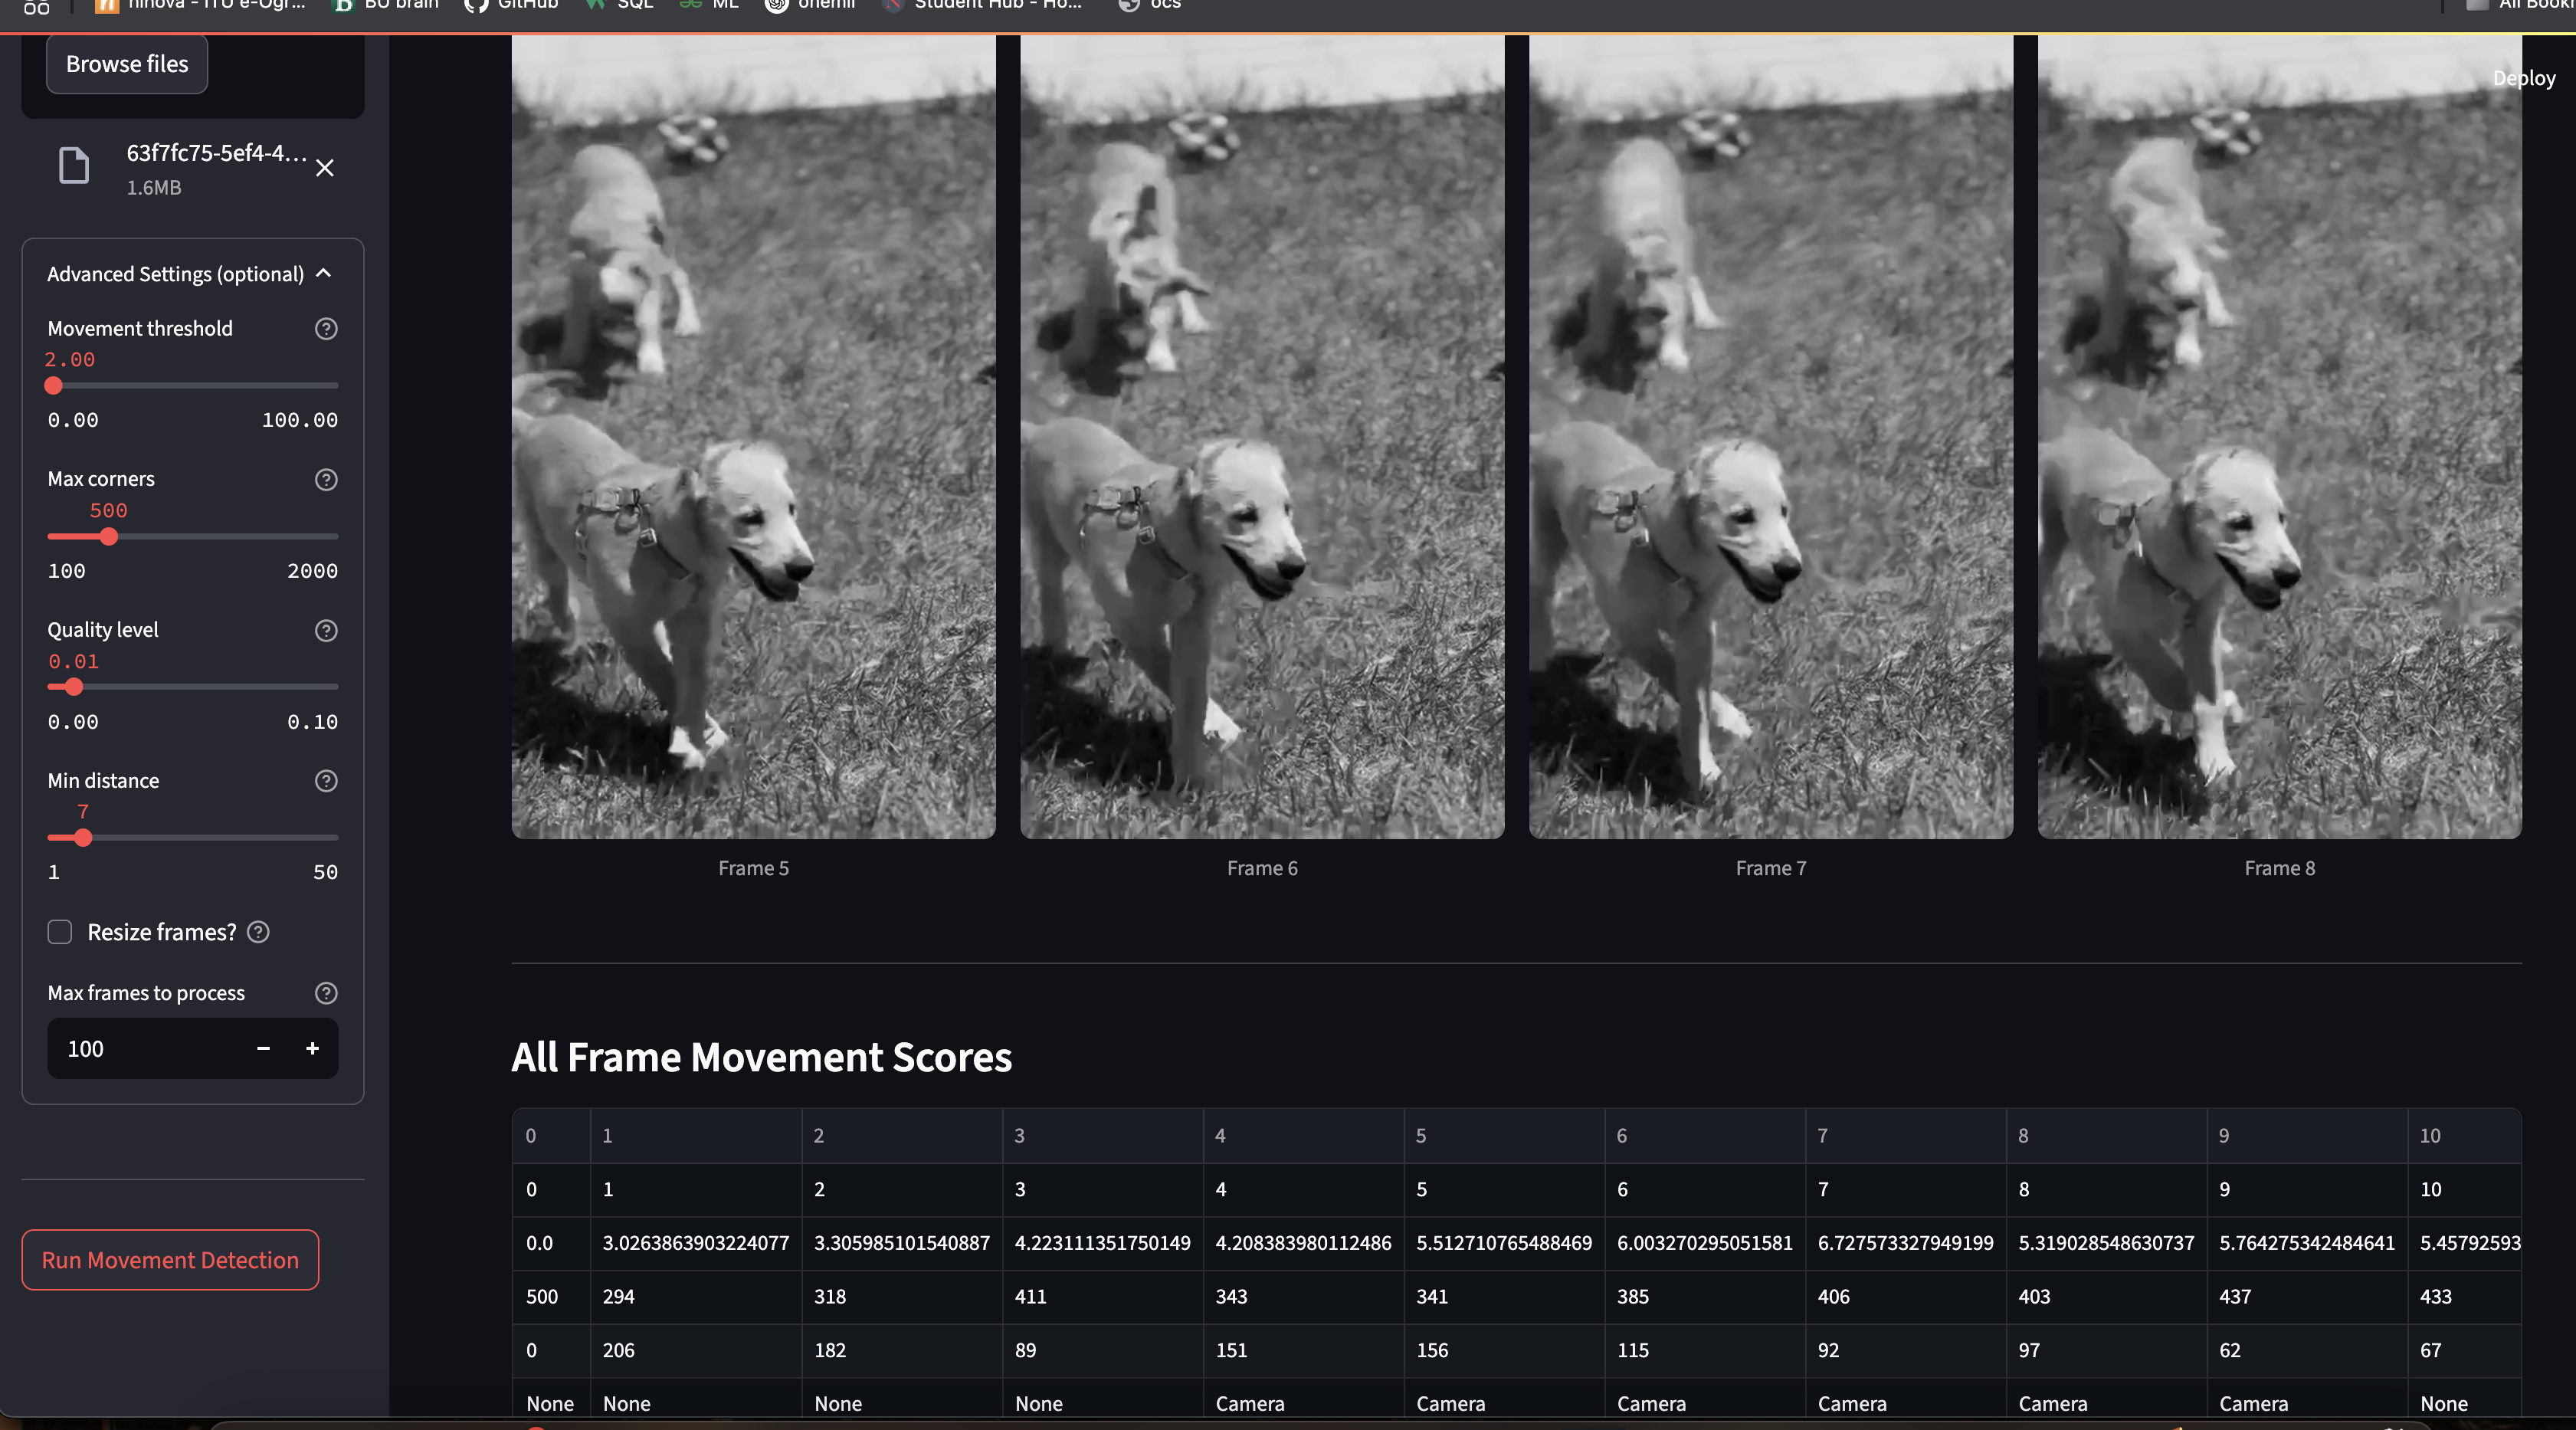 ninova - ITU e-Ogr... BU brain GitHub SQL ML onemli Student Hub - Ho... ocs All Bookr
Browse files
Deploy
63f7fc75-5ef4-4...
1.6MB
Advanced Settings (optional)
Movement threshold
2.00
0.00 100.00
Max corners
500
100 2000
Quality level
0.01
0.00 0.10
Min distance
7
1 50
Resize frames?
Max frames to process
100
Run Movement Detection
Frame 5 Frame 6 Frame 7 Frame 8
All Frame Movement Scores
0 1 2 3 4 5 6 7 8 9 10
0 1 2 3 4 5 6 7 8 9 10
0.0 3.0263863903224077 3.305985101540887 4.223111351750149 4.208383980112486 5.512710765488469 6.003270295051581 6.727573327949199 5.319028548630737 5.764275342484641 5.45792593
500 294 318 411 343 341 385 406 403 437 433
0 206 182 89 151 156 115 92 97 62 67
None None None None Camera Camera Camera Camera Camera Camera None